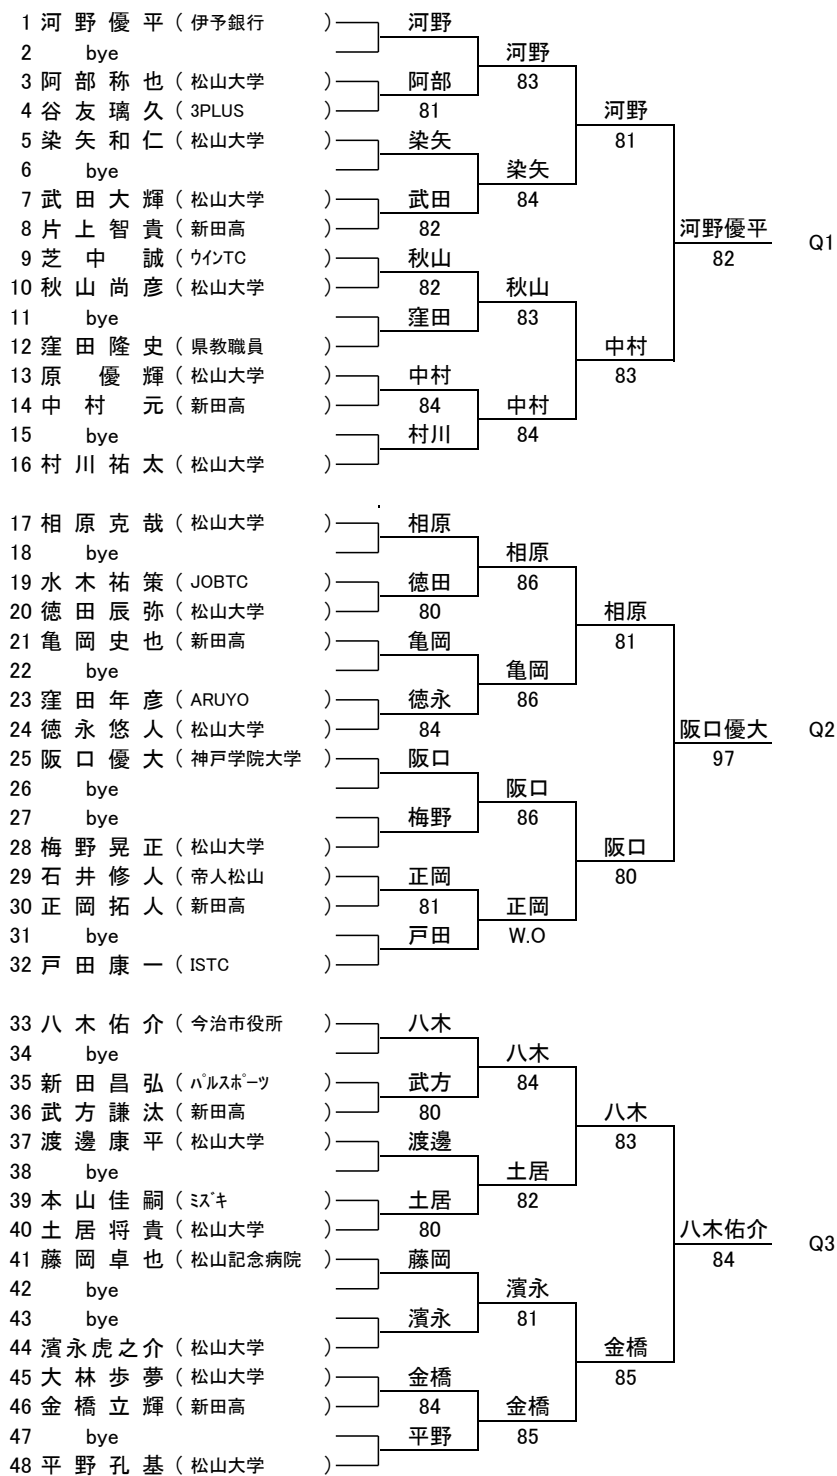 1 河 野 優 平 ( 伊予銀行 ) 河野
2 bye 河野
3 阿 部 称 也 ( 松山大学 ) 阿部 83
4 谷 友 璃 久 ( 3PLUS ) 81 河野
5 染 矢 和 仁 ( 松山大学 ) 染矢 81
6 bye 染矢
7 武 田 大 輝 ( 松山大学 ) 武田 84
8 片 上 智 貴 ( 新田高 ) 82 河野優平 Q1
9 芝 中 誠 ( ウインTC ) 秋山 82
10 秋 山 尚 彦 ( 松山大学 ) 82 秋山
11 bye 窪田 83
12 窪 田 隆 史 ( 県教職員 ) 中村
13 原 優 輝 ( 松山大学 ) 中村 83
14 中 村 元 ( 新田高 ) 84 中村
15 bye 村川 84
16 村 川 祐 太 ( 松山大学 )
17 相 原 克 哉 ( 松山大学 ) 相原
18 bye 相原
19 水 木 祐 策 ( JOBTC ) 徳田 86
20 徳 田 辰 弥 ( 松山大学 ) 80 相原
21 亀 岡 史 也 ( 新田高 ) 亀岡 81
22 bye 亀岡
23 窪 田 年 彦 ( ARUYO ) 徳永 86
24 徳 永 悠 人 ( 松山大学 ) 84 阪口優大 Q2
25 阪 口 優 大 ( 神戸学院大学 ) 阪口 97
26 bye 阪口
27 bye 梅野 86
28 梅 野 晃 正 ( 松山大学 ) 阪口
29 石 井 修 人 ( 帝人松山 ) 正岡 80
30 正 岡 拓 人 ( 新田高 ) 81 正岡
31 bye 戸田 W.O
32 戸 田 康 一 ( ISTC )
33 八 木 佑 介 ( 今治市役所 ) 八木
34 bye 八木
35 新 田 昌 弘 ( パルスポーツ ) 武方 84
36 武 方 謙 汰 ( 新田高 ) 80 八木
37 渡 邊 康 平 ( 松山大学 ) 渡邊 83
38 bye 土居
39 本 山 佳 嗣 ( ミズキ ) 土居 82
40 土 居 将 貴 ( 松山大学 ) 80 八木佑介 Q3
41 藤 岡 卓 也 ( 松山記念病院 ) 藤岡 84
42 bye 濱永
43 bye 濱永 81
44 濱永虎之介 ( 松山大学 ) 金橋
45 大 林 歩 夢 ( 松山大学 ) 金橋 85
46 金 橋 立 輝 ( 新田高 ) 84 金橋
47 bye 平野 85
48 平 野 孔 基 ( 松山大学 )